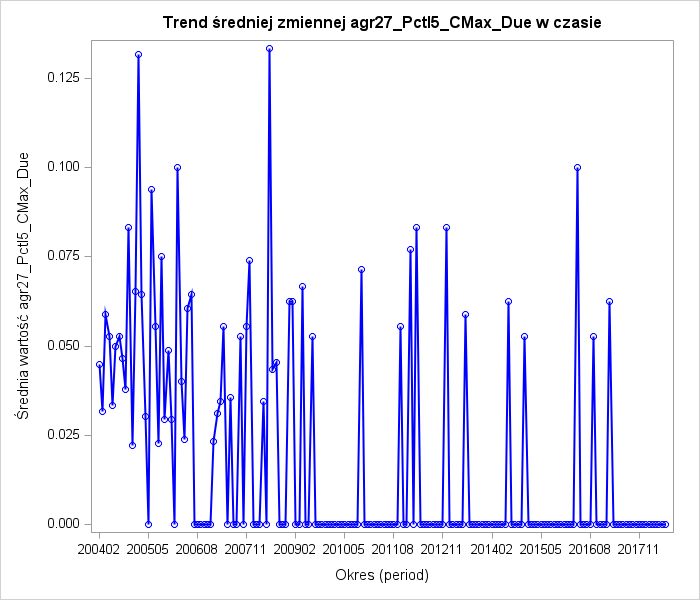 Trend średniej zmiennej agr27_Pctl5_CMax_Due w czasie
Średnia wartość agr27_Pctl5_CMax_Due
0.125
0.100
0.075
0.050
0.025
0.000
200402 200505 200608 200711 200902 201005 201108 201211 201402 201505 201608 201711
Okres (period)